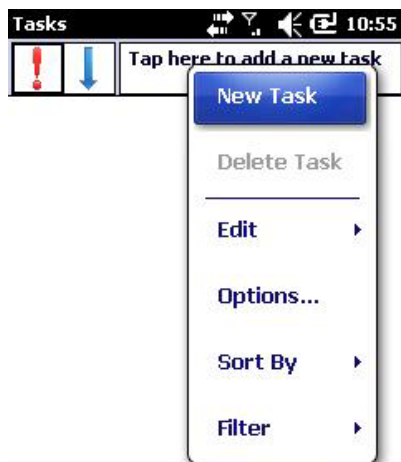 Tasks 10:55
Tap here to add a new task
New Task
Delete Task
Edit
Options...
Sort By
Filter